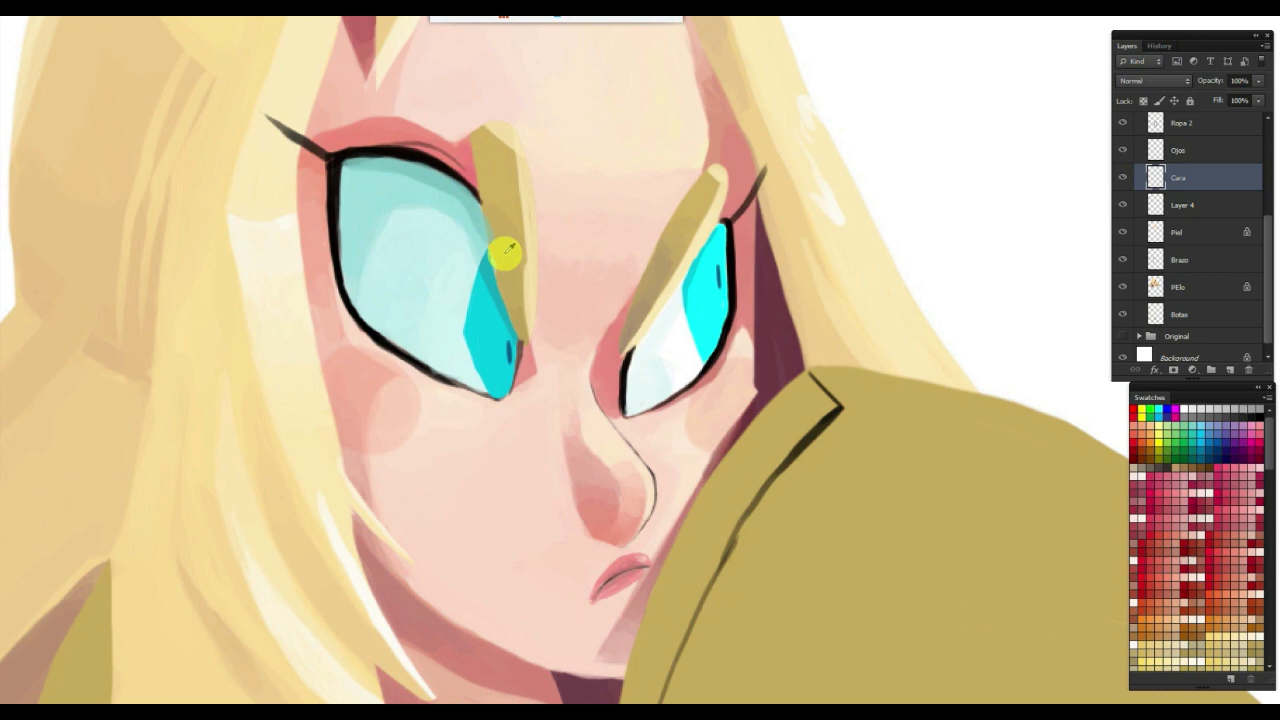 Layers History
Kind
Normal Opacity: 100%
Lock: Fill: 100%
Ropa 2
Ojos
Cara
Layer 4
Piel
Brazo
PElo
Botas
Original
Background
fx
Swatches